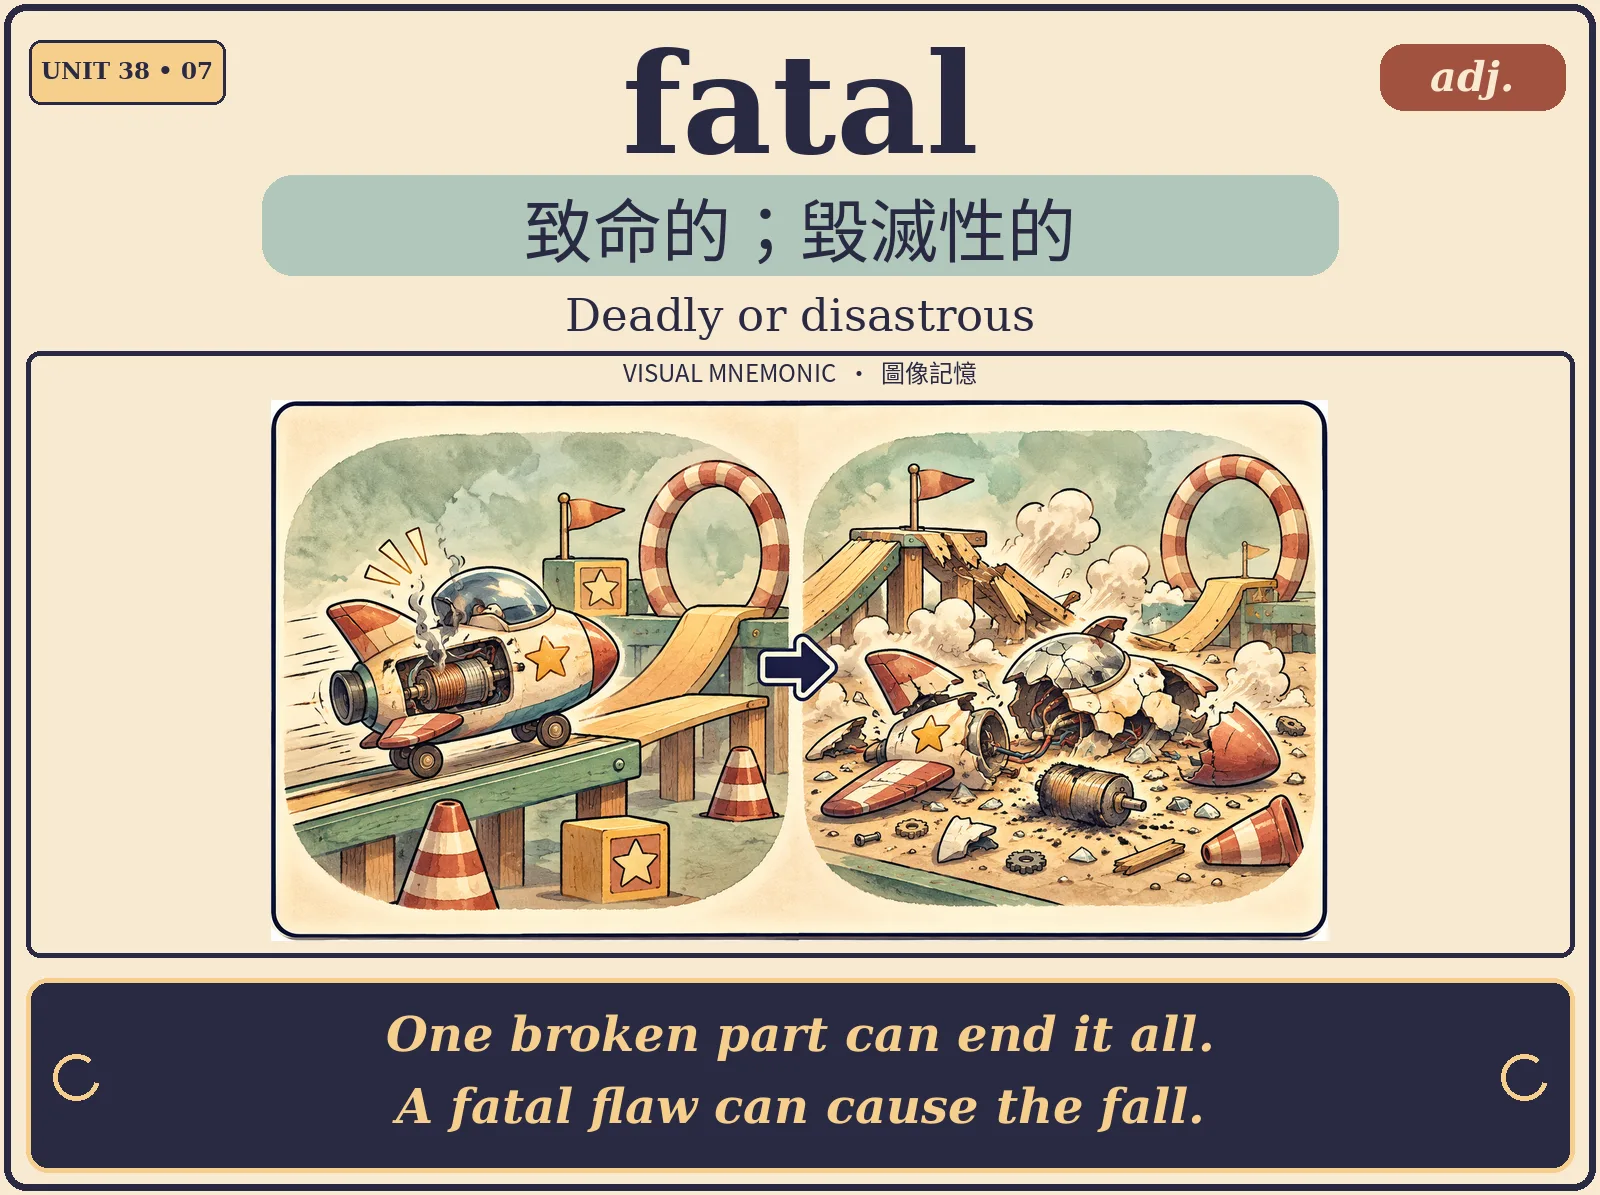 UNIT 38 • 07
fatal
adj.
致命的；毀滅性的
Deadly or disastrous
VISUAL MNEMONIC • 圖像記憶
One broken part can end it all.
A fatal flaw can cause the fall.